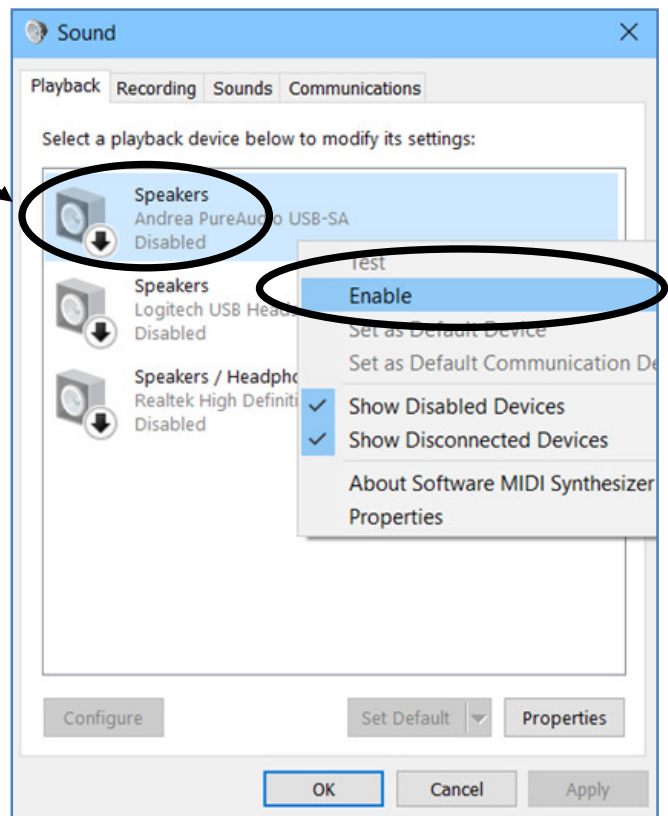 Sound
Playback Recording Sounds Communications
Select a playback device below to modify its settings:
Speakers
Andrea PureAudio USB-SA
Disabled
Test
Enable
Set as Default Device
Set as Default Communication De
Show Disabled Devices
Show Disconnected Devices
About Software MIDI Synthesizer
Properties
Speakers
Logitech USB Heads
Disabled
Speakers / Headpho
Realtek High Definiti
Disabled
Configure Set Default Properties
OK Cancel Apply